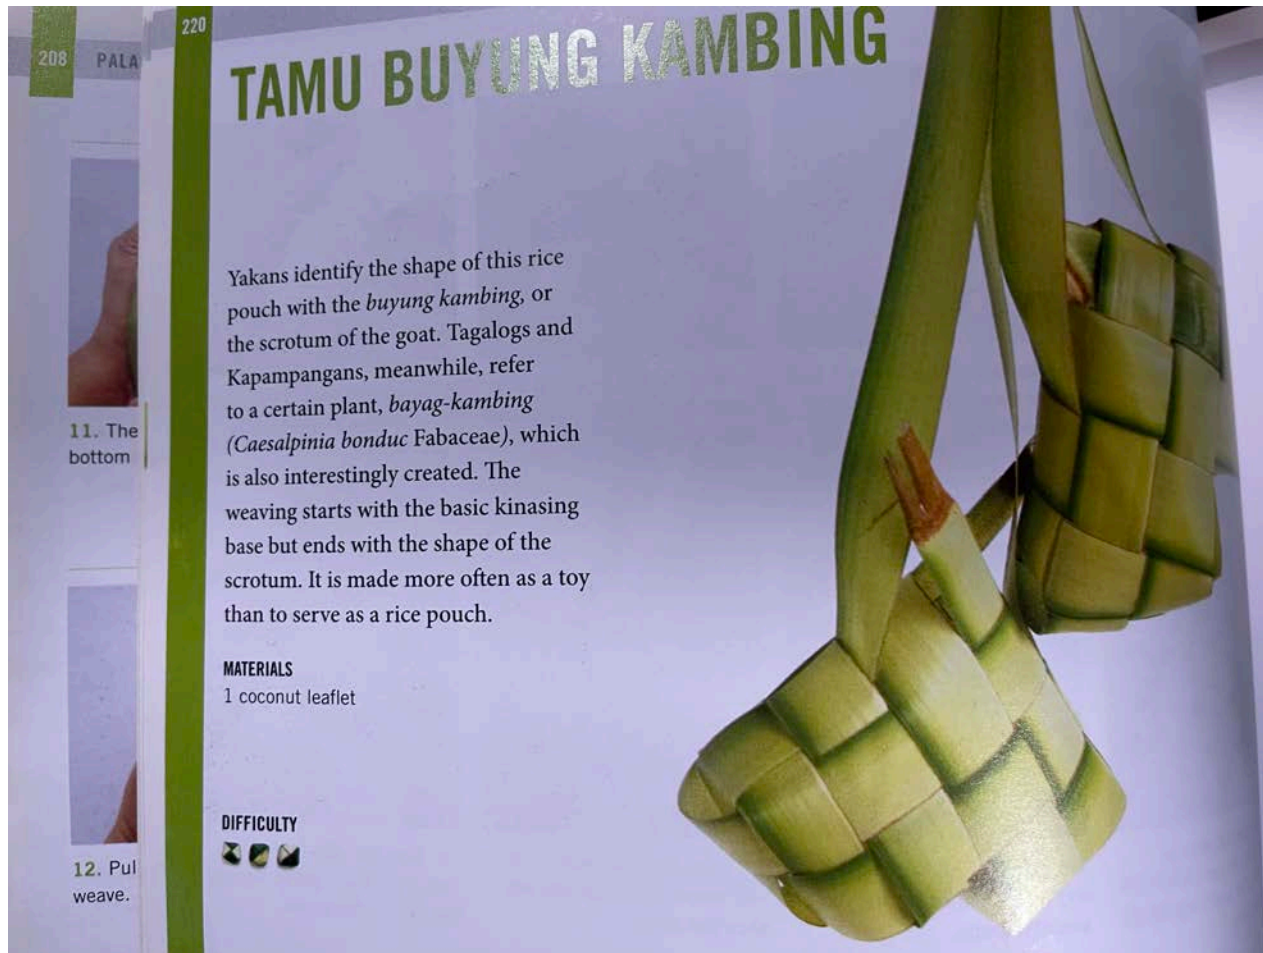 208 PALA
11. The
bottom
12. Pul
weave.
220
TAMU BUYUNG KAMBING
Yakans identify the shape of this rice
pouch with the buyung kambing, or
the scrotum of the goat. Tagalogs and
Kapampangans, meanwhile, refer
to a certain plant, bayag-kambing
(Caesalpinia bonduc Fabaceae), which
is also interestingly created. The
weaving starts with the basic kinasing
base but ends with the shape of the
scrotum. It is made more often as a toy
than to serve as a rice pouch.
MATERIALS
1 coconut leaflet
DIFFICULTY